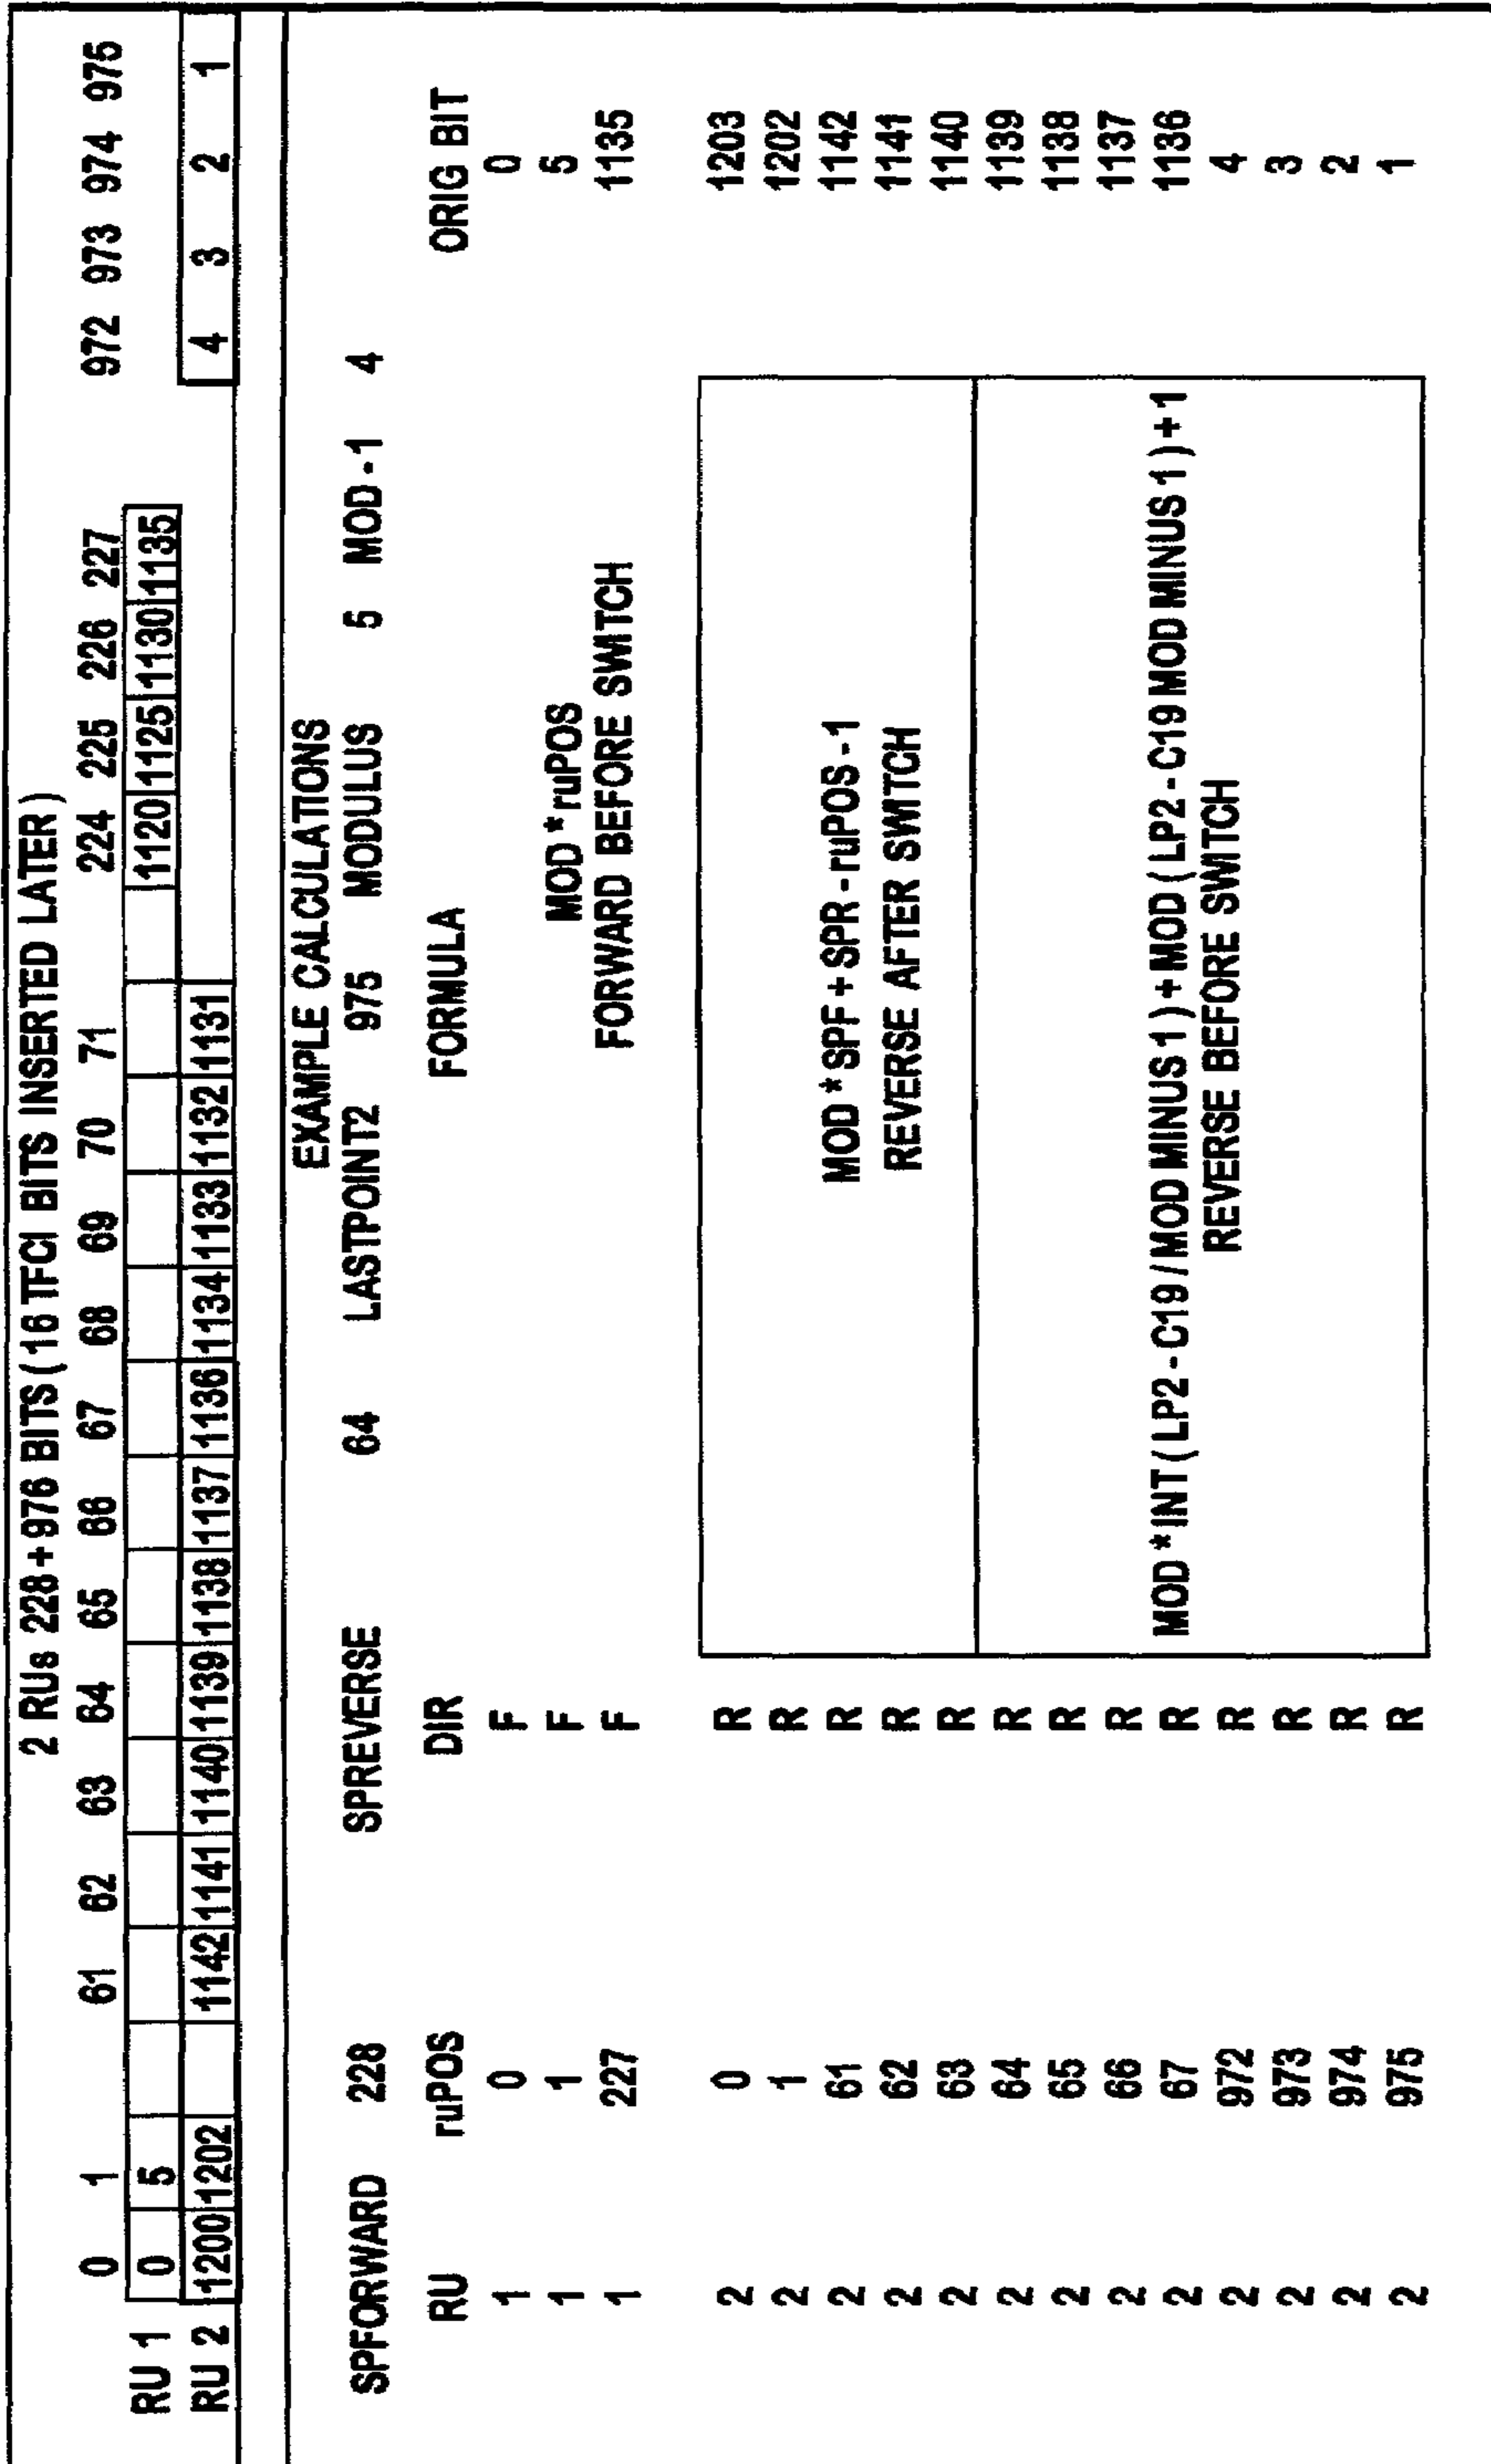 2 RUs 228+976 BITS (16 TFCI BITS INSERTED LATER)
0 1 61 62 63 64 65 66 67 68 69 70 71 224 225 226 227 972 973 974 975
RU 1 0 5 1120 1125 1130 1135
RU 2 1200 1202 1142 1141 1140 1139 1138 1137 1136 1134 1133 1132 1131 4 3 2 1
EXAMPLE CALCULATIONS
SPFORWARD 228 SPREVERSE 64 LASTPOINT2 975 MODULUS 5 MOD-1 4
RU ruPOS DIR FORMULA ORIG BIT
1 0 F 0
1 1 F MOD*ruPOS 5
1 227 F FORWARD BEFORE SWITCH 1135
2 0 R 1203
2 1 R 1202
2 61 R MOD*SPF+SPR-ruPOS-1 1142
2 62 R REVERSE AFTER SWITCH 1141
2 63 R 1140
2 64 R 1139
2 65 R 1138
2 66 R 1137
2 67 R MOD*INT(LP2-C19/MOD MINUS1)+MOD(LP2-C19 MOD MINUS1)+1 1136
2 972 R REVERSE BEFORE SWITCH 4
2 973 R 3
2 974 R 2
2 975 R 1